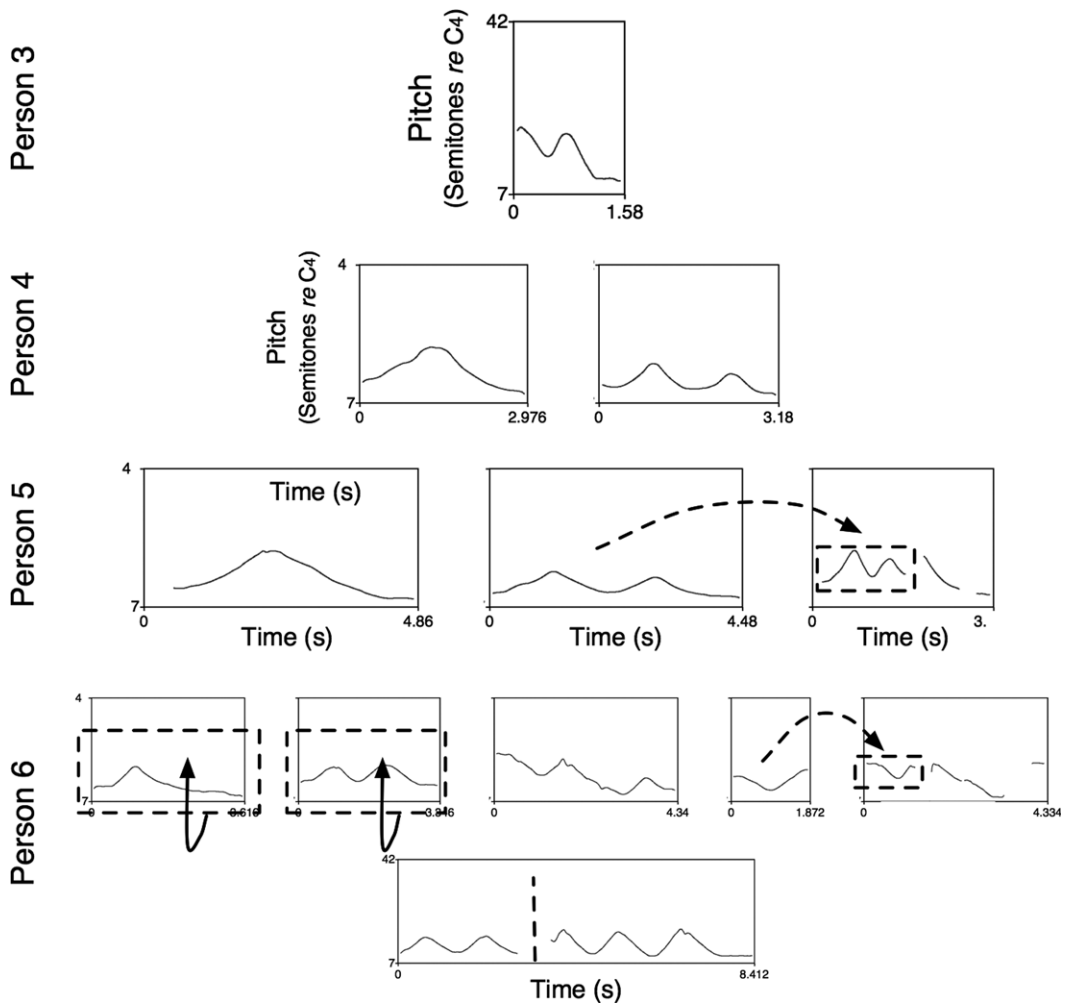 Person 3
Pitch
(Semitones re C4)
42
7
0 1.58
Person 4
Pitch
(Semitones re C4)
4
7
0 2.976
0 3.18
Person 5
4
7
Time (s)
0 4.86
Time (s)
0 4.48
Time (s)
0 3.
Person 6
4
7
0
0
0 4.34
0 1.872
0 4.334
42
7
0 8.412
Time (s)